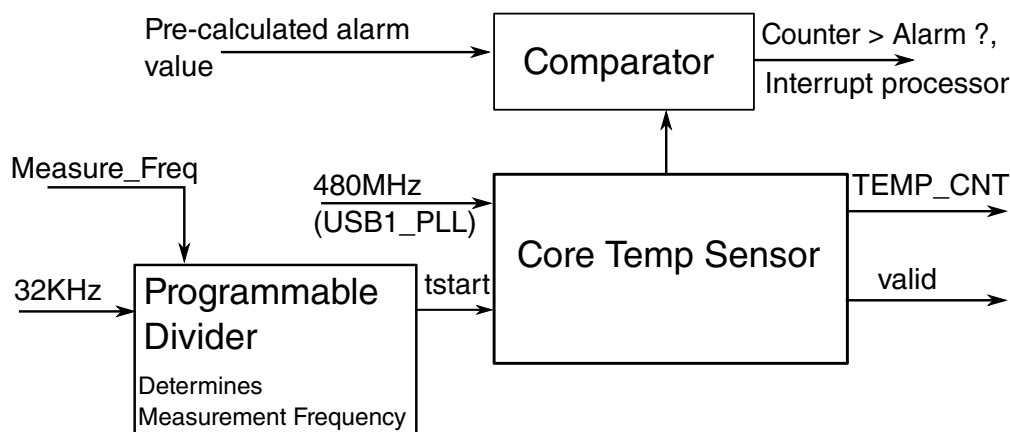 Pre-calculated alarm
value
Comparator
Counter > Alarm ?,
Interrupt processor
Measure_Freq
480MHz
(USB1_PLL)
Core Temp Sensor
TEMP_CNT
valid
32KHz
Programmable
Divider
Determines
Measurement Frequency
tstart